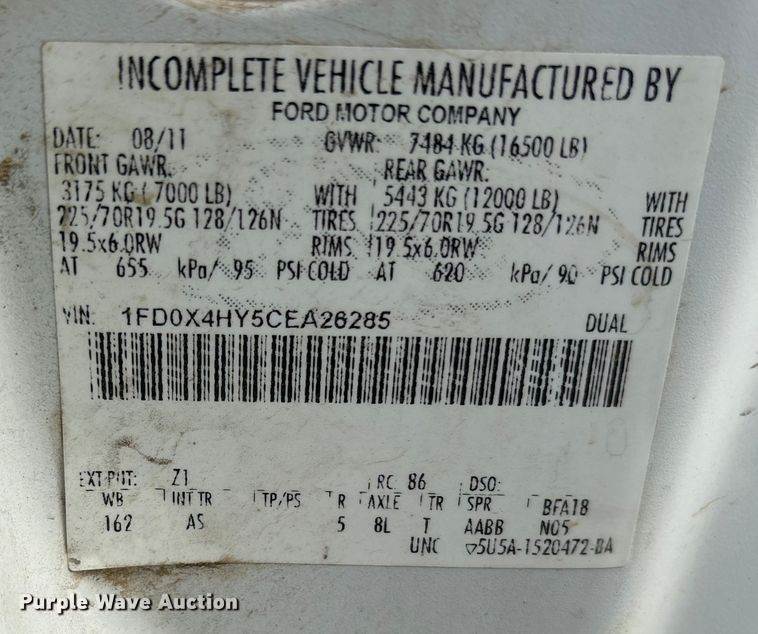 INCOMPLETE VEHICLE MANUFACTURED BY
FORD MOTOR COMPANY
DATE: 08/11 GVWR: 7484 KG (16500 LB)
FRONT GAWR: REAR GAWR:
3175 KG (7000 LB) WITH 5443 KG (12000 LB) WITH
225/70R19.5G 128/126N TIRES 225/70R19.5G 128/126N TIRES
19.5x6.0RW RIMS 19.5x6.0RW RIMS
AT 655 kPa/ 95 PSI COLD AT 620 kPa/ 90 PSI COLD
VIN: 1FD0X4HY5CEA26285 DUAL
EXT PNT: Z1 RC: 86 DSO:
WB INT TR TP/PS R AXLE TR SPR BFA18
162 AS 5 8L T AABB N05
UNC 5U5A-1520472-BA
Purple Wave Auction